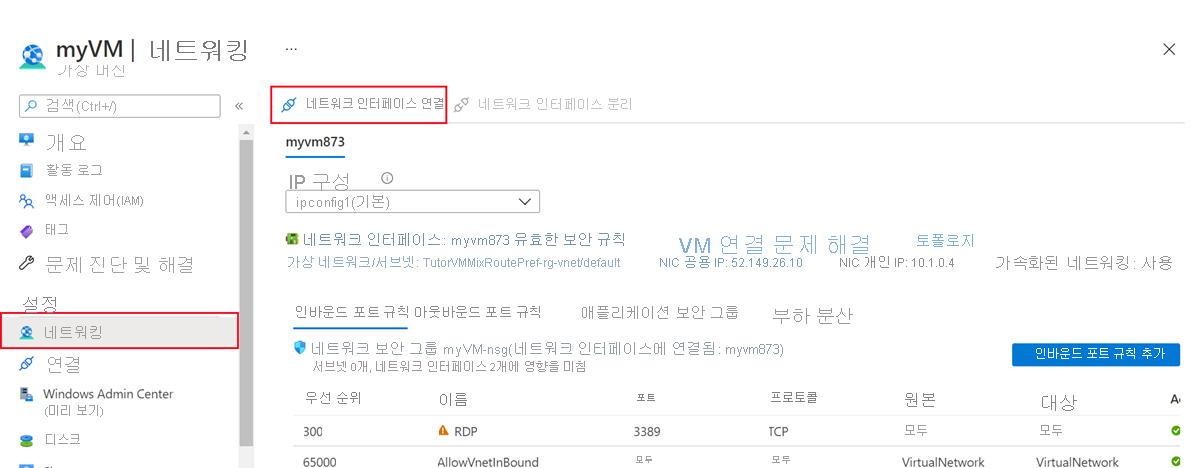 myVM | 네트워킹 ...
가상 머신
검색(Ctrl+/) «
개요
활동 로그
액세스 제어(IAM)
태그
문제 진단 및 해결
설정
네트워킹
연결
Windows Admin Center
(미리 보기)
디스크
네트워크 인터페이스 연결 네트워크 인터페이스 분리
myvm873
IP 구성
ipconfig1(기본)
네트워크 인터페이스: myvm873 유효한 보안 규칙 VM 연결 문제 해결 토폴로지
가상 네트워크/서브넷: TutorVMMixRoutePref-rg-vnet/default NIC 공용 IP: 52.149.26.10 NIC 개인 IP: 10.1.0.4 가속화된 네트워킹: 사용
인바운드 포트 규칙 아웃바운드 포트 규칙 애플리케이션 보안 그룹 부하 분산
네트워크 보안 그룹 myVM-nsg(네트워크 인터페이스에 연결됨: myvm873)
서브넷 0개, 네트워크 인터페이스 2개에 영향을 미침
인바운드 포트 규칙 추가
우선 순위 이름 포트 프로토콜 원본 대상
300 RDP 3389 TCP 모두 모두
65000 AllowVnetInBound 모두 모두 VirtualNetwork VirtualNetwork